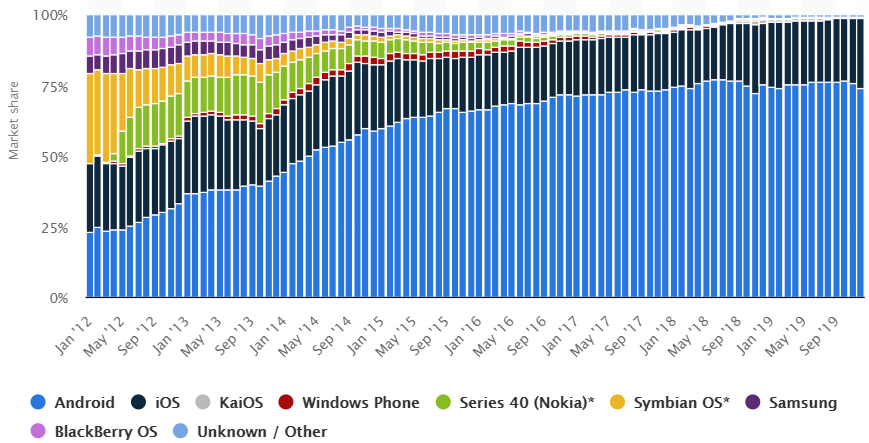 100%
75%
50%
25%
0%
Market share
Jan '12
May '12
Sep '12
Jan '13
May '13
Sep '13
Jan '14
May '14
Sep '14
Jan '15
May '15
Sep '15
Jan '16
May '16
Sep '16
Jan '17
May '17
Sep '17
Jan '18
May '18
Sep '18
Jan '19
May '19
Sep '19
Android iOS KaiOS Windows Phone Series 40 (Nokia)* Symbian OS* Samsung
BlackBerry OS Unknown / Other